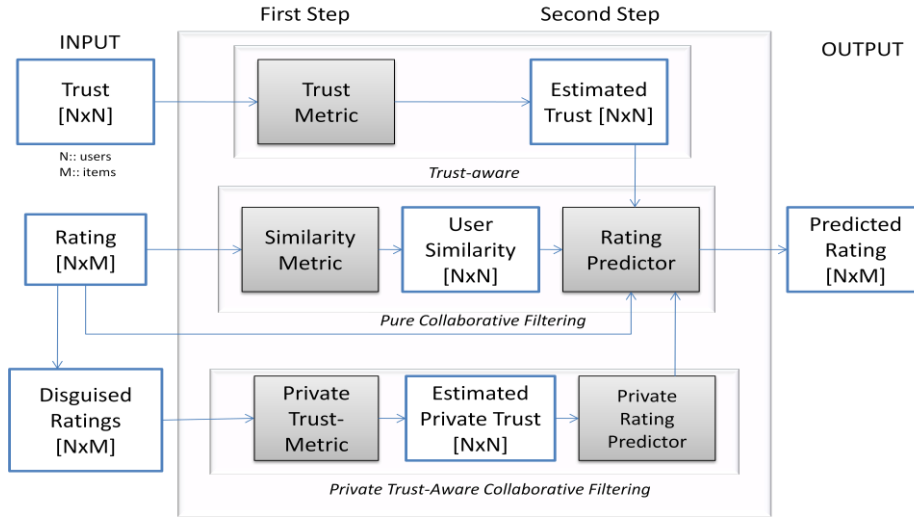 First Step
Second Step
INPUT
OUTPUT
Trust
[NxN]
N:: users
M:: items
Trust
Metric
Estimated
Trust [NxN]
Trust-aware
Rating
[NxM]
Similarity
Metric
User
Similarity
[NxN]
Rating
Predictor
Predicted
Rating
[NxM]
Pure Collaborative Filtering
Disguised
Ratings
[NxM]
Private
Trust-
Metric
Estimated
Private Trust
[NxN]
Private
Rating
Predictor
Private Trust-Aware Collaborative Filtering